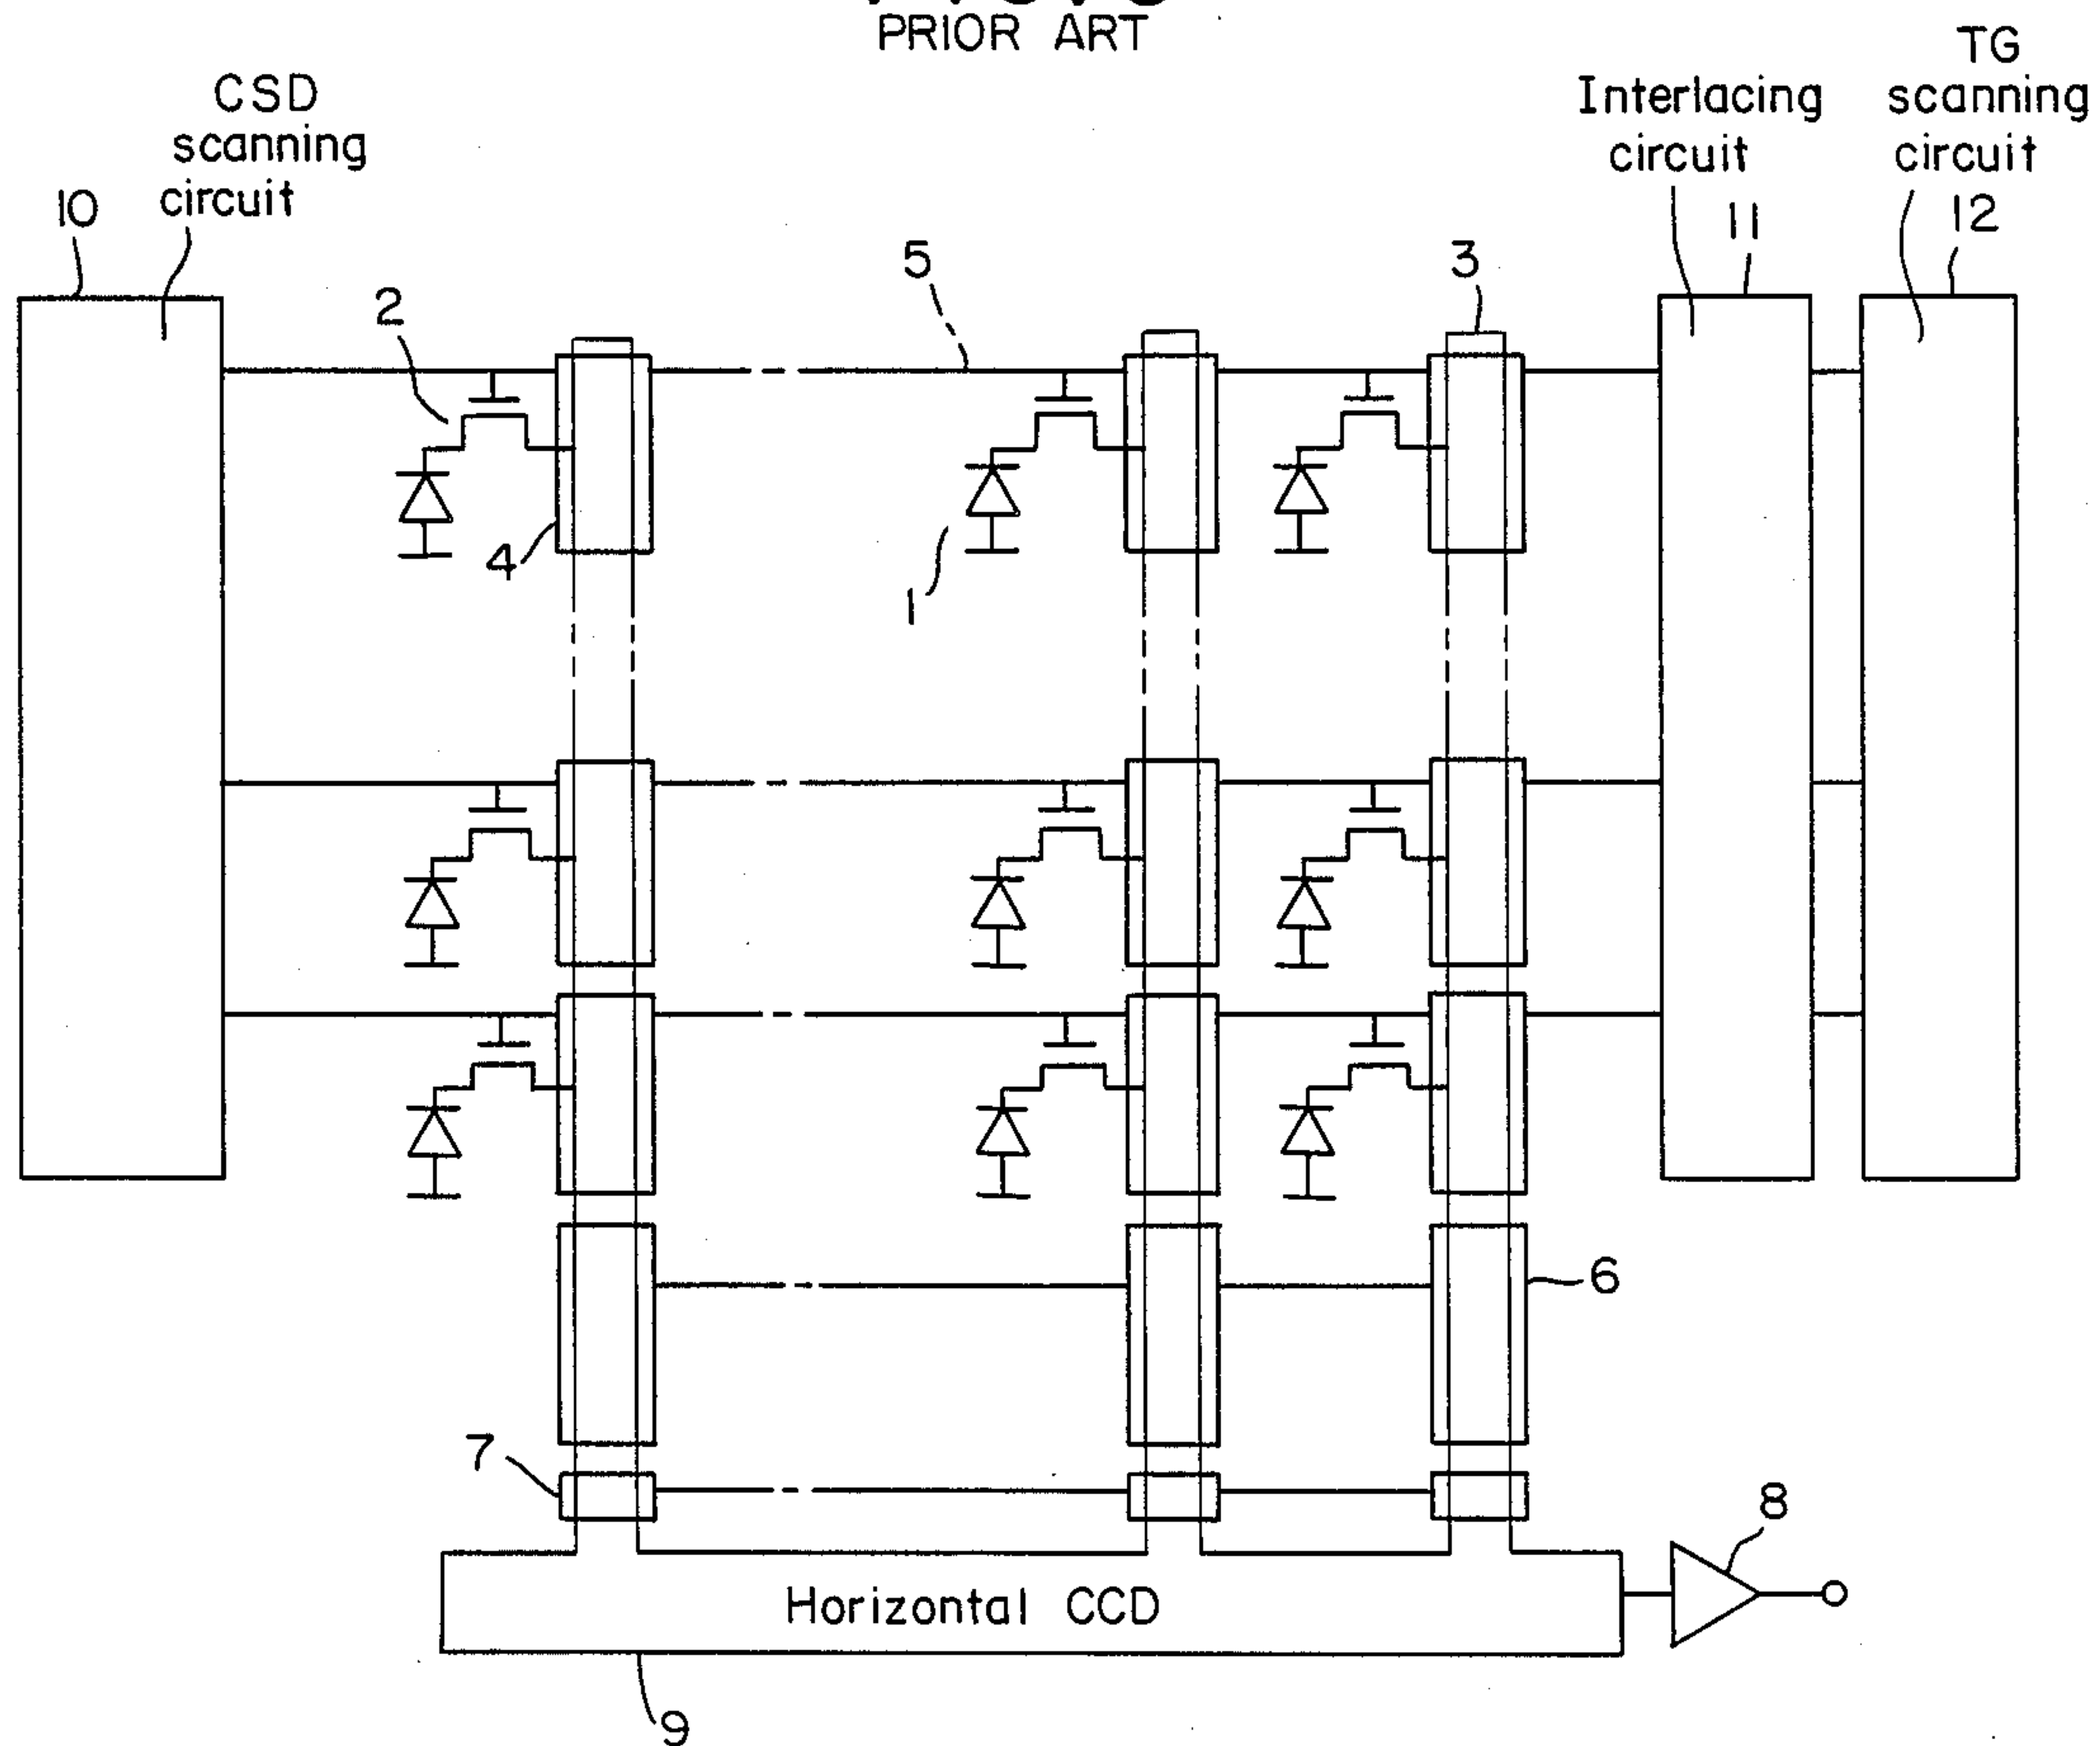 PRIOR ART
CSD
scanning
circuit
10
Interlacing
circuit
11
TG
scanning
circuit
12
2
5
3
4
1
6
7
8
Horizontal CCD
9